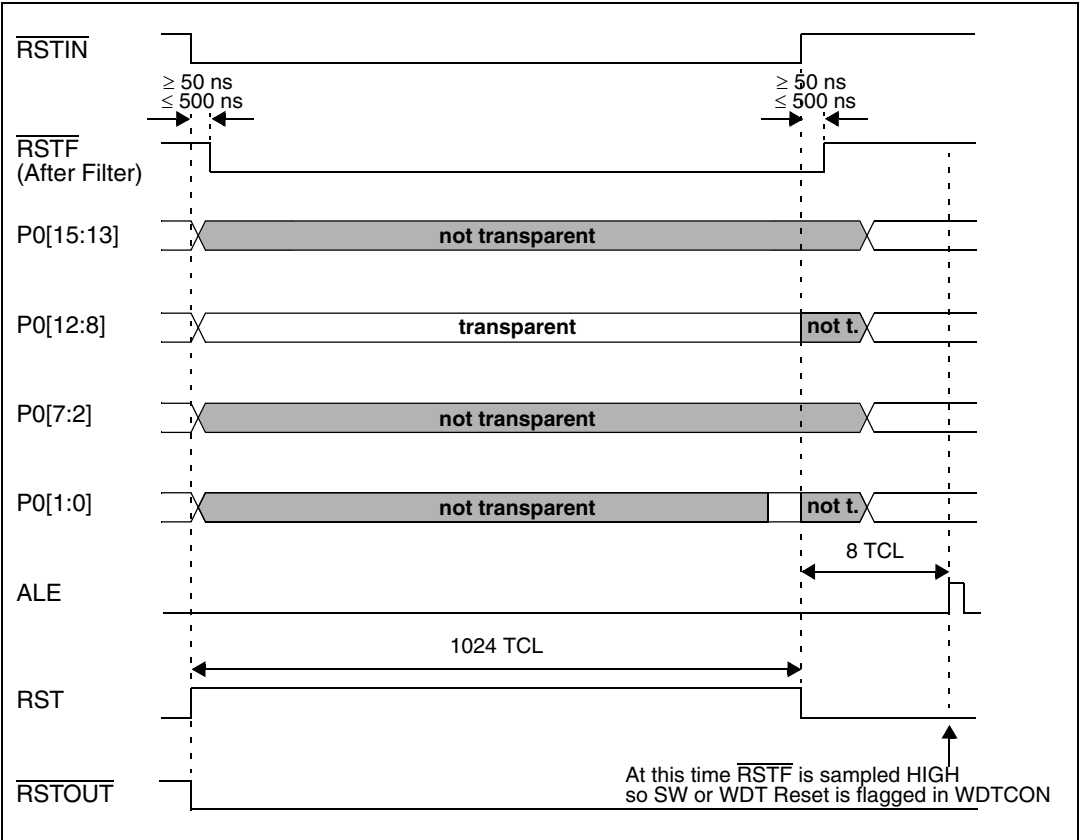 RSTIN
≥ 50 ns
≤ 500 ns
≥ 50 ns
≤ 500 ns
RSTF
(After Filter)
P0[15:13]
not transparent
P0[12:8]
transparent
not t.
P0[7:2]
not transparent
P0[1:0]
not transparent
not t.
8 TCL
ALE
1024 TCL
RST
At this time RSTF is sampled HIGH
so SW or WDT Reset is flagged in WDTCON
RSTOUT